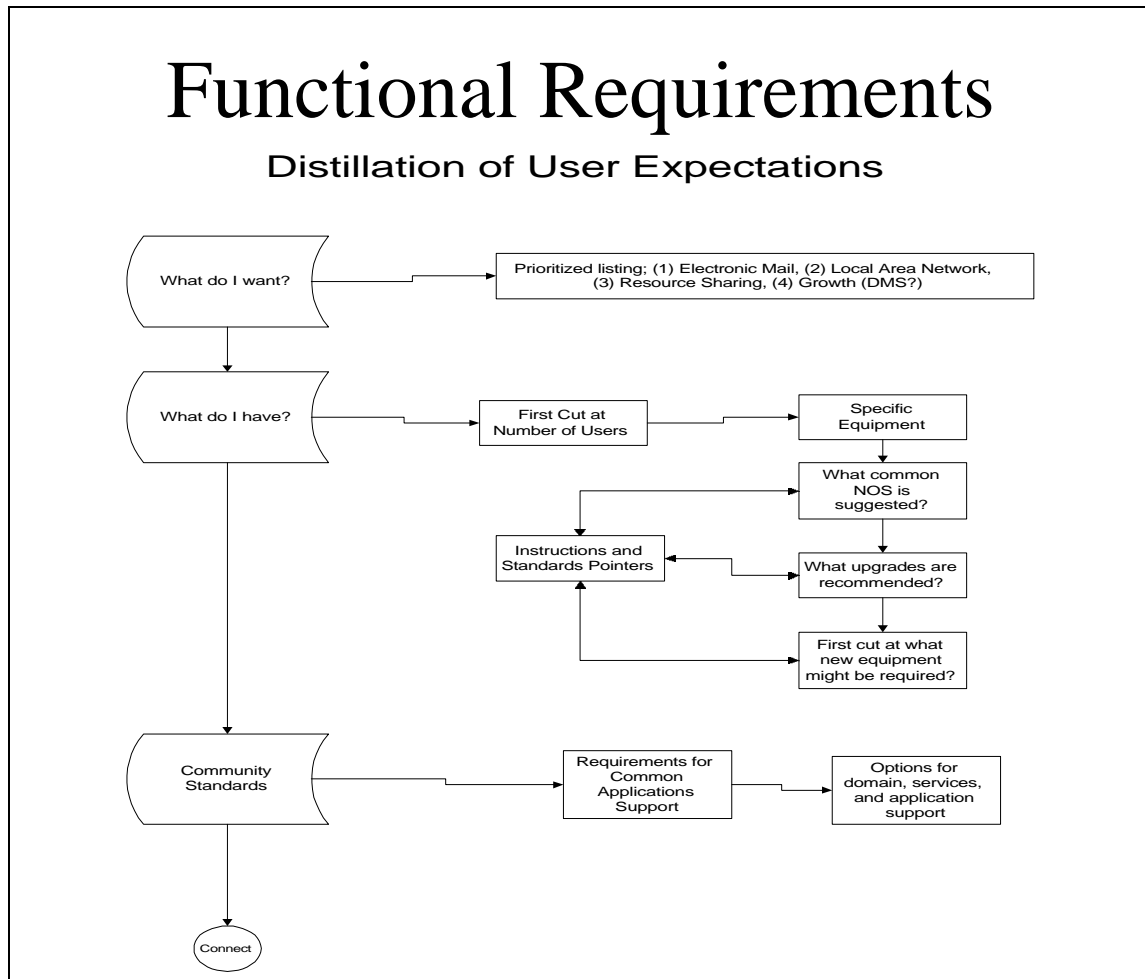 Functional Requirements
Distillation of User Expectations
What do I want?
Prioritized listing; (1) Electronic Mail, (2) Local Area Network,
(3) Resource Sharing, (4) Growth (DMS?)
What do I have?
First Cut at
Number of Users
Specific
Equipment
What common
NOS is
suggested?
Instructions and
Standards Pointers
What upgrades are
recommended?
First cut at what
new equipment
might be required?
Community
Standards
Requirements for
Common
Applications
Support
Options for
domain, services,
and application
support
Connect